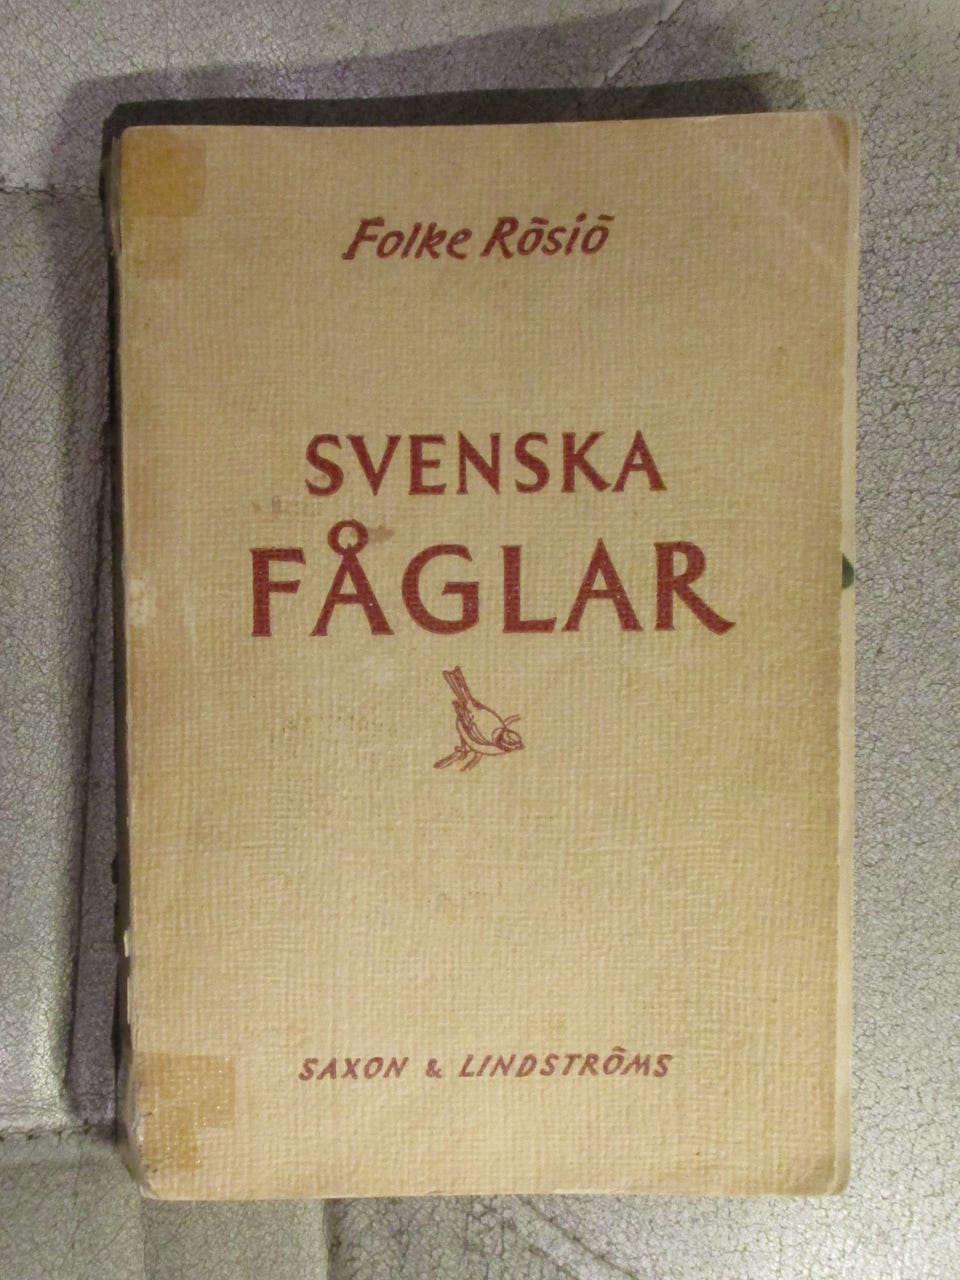 Folke Rösiö
SVENSKA
FÅGLAR
SAXON & LINDSTRÖMS